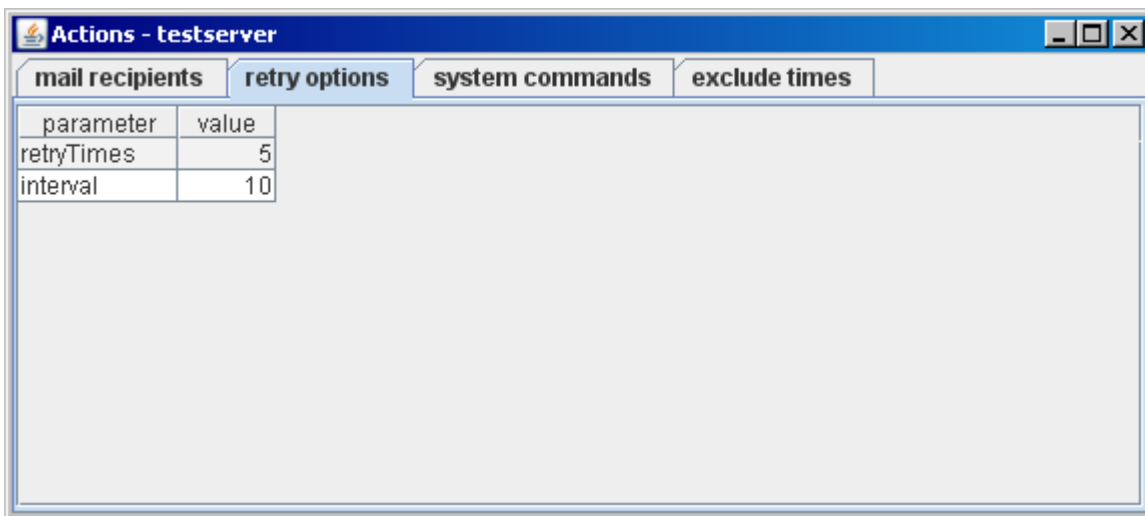 Actions - testserver
mail recipients retry options system commands exclude times
parameter value
retryTimes 5
interval 10